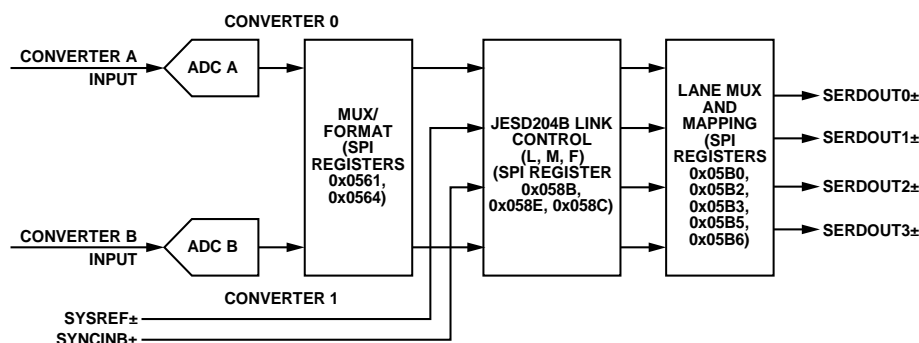 CONVERTER 0
CONVERTER A
INPUT
ADC A
MUX/
FORMAT
(SPI
REGISTERS
0x0561,
0x0564)
JESD204B LINK
CONTROL
(L, M, F)
(SPI REGISTER
0x058B,
0x058E, 0x058C)
LANE MUX
AND
MAPPING
(SPI
REGISTERS
0x05B0,
0x05B2,
0x05B3,
0x05B5,
0x05B6)
SERDOUT0±
SERDOUT1±
SERDOUT2±
SERDOUT3±
CONVERTER B
INPUT
ADC B
CONVERTER 1
SYSREF±
SYNCINB±